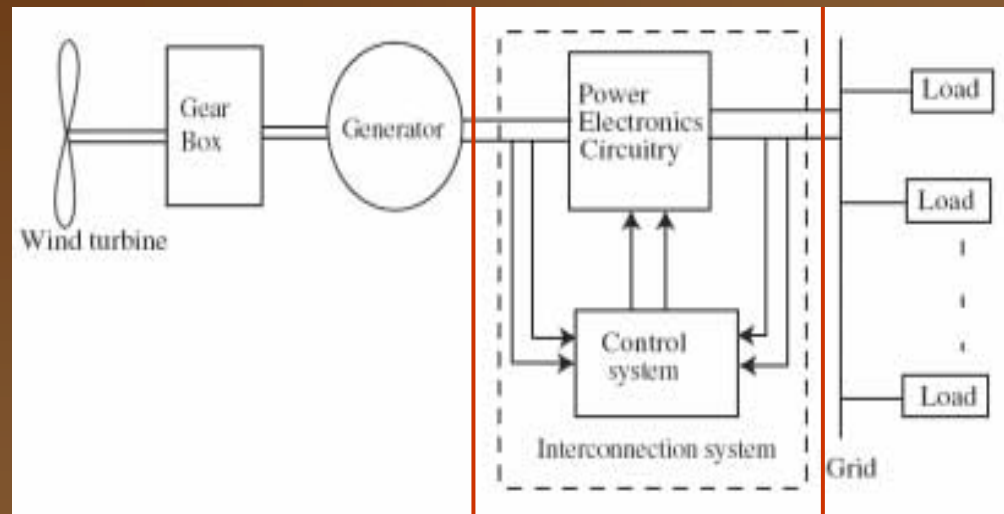 Wind turbine
Gear
Box
Generator
Power
Electronics
Circuitry
Control
system
Interconnection system
Grid
Load
Load
Load